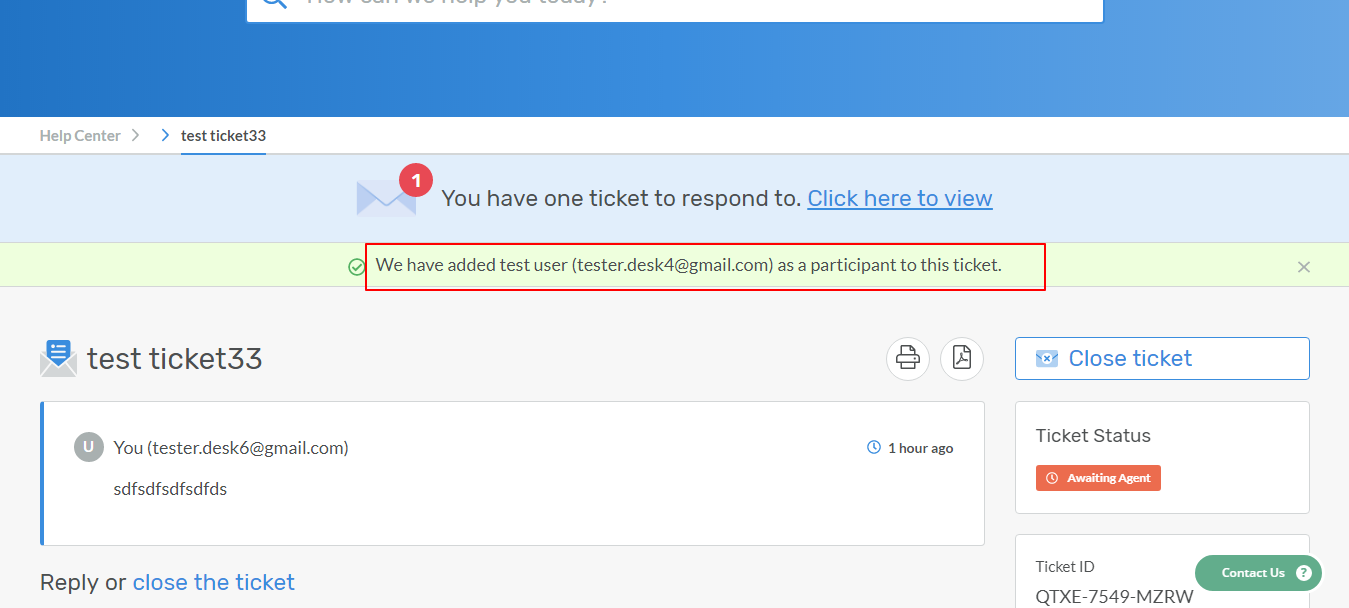 How can we help you today?
Help Center
test ticket33
1
You have one ticket to respond to. Click here to view
We have added test user (tester.desk4@gmail.com) as a participant to this ticket.
test ticket33
Close ticket
U
You (tester.desk6@gmail.com)
1 hour ago
sdfsdfsdfsdfds
Ticket Status
Awaiting Agent
Reply or close the ticket
Ticket ID
QTXE-7549-MZRW
Contact Us ?